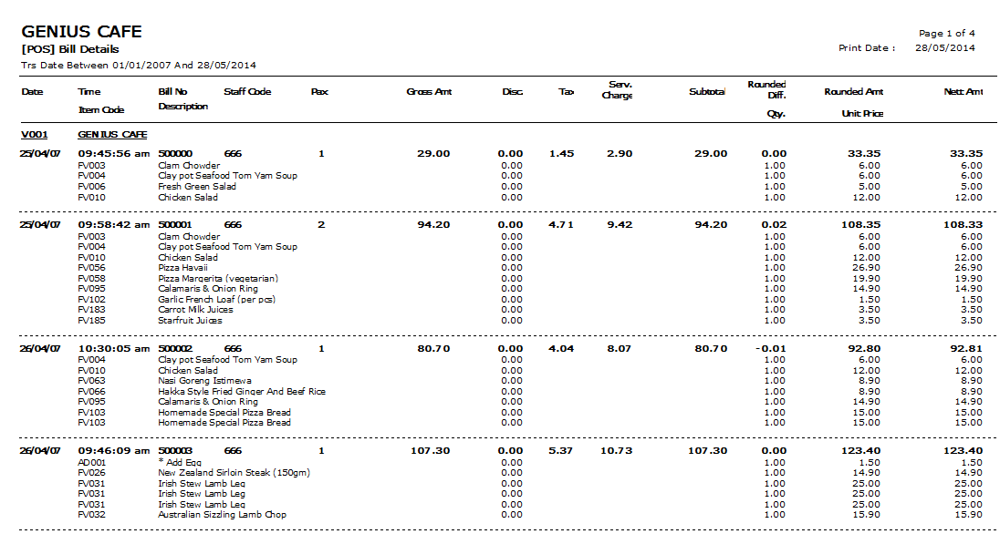 GENIUS CAFE
Page 1 of 4
[POS] Bill Details
Print Date : 28/05/2014
Trs Date Between 01/01/2007 And 28/05/2014
Date Time Bill No Staff Code Pax Gross Amt Disc. Tax Serv. Charge Subtotal Rounded Diff. Rounded Amt Nett Amt
Item Code Description Qty. Unit Price
V001 GENIUS CAFE
25/04/07 09:45:56 am 500000 666 1 29.00 0.00 1.45 2.90 29.00 0.00 33.35 33.35
FV003 Clam Chowder 0.00 1.00 6.00 6.00
FV004 Clay pot Seafood Tom Yam Soup 0.00 1.00 6.00 6.00
FV006 Fresh Green Salad 0.00 1.00 5.00 5.00
FV010 Chicken Salad 0.00 1.00 12.00 12.00
25/04/07 09:58:42 am 500001 666 2 94.20 0.00 4.71 9.42 94.20 0.02 108.35 108.33
FV003 Clam Chowder 0.00 1.00 6.00 6.00
FV004 Clay pot Seafood Tom Yam Soup 0.00 1.00 6.00 6.00
FV010 Chicken Salad 0.00 1.00 12.00 12.00
FV056 Pizza Havaii 0.00 1.00 26.90 26.90
FV058 Pizza Margerita (vegetarian) 0.00 1.00 19.90 19.90
FV095 Calamaris & Onion Ring 0.00 1.00 14.90 14.90
FV102 Garlic French Loaf (per pcs) 0.00 1.00 1.50 1.50
FV183 Carrot Milk Juices 0.00 1.00 3.50 3.50
FV185 Starfruit Juices 0.00 1.00 3.50 3.50
26/04/07 10:30:05 am 500002 666 1 80.70 0.00 4.04 8.07 80.70 -0.01 92.80 92.81
FV004 Clay pot Seafood Tom Yam Soup 0.00 1.00 6.00 6.00
FV010 Chicken Salad 0.00 1.00 12.00 12.00
FV063 Nasi Goreng Istimewa 0.00 1.00 8.90 8.90
FV066 Hakka Style Fried Ginger And Beef Rice 0.00 1.00 8.90 8.90
FV095 Calamaris & Onion Ring 0.00 1.00 14.90 14.90
FV103 Homemade Special Pizza Bread 0.00 1.00 15.00 15.00
FV103 Homemade Special Pizza Bread 0.00 1.00 15.00 15.00
26/04/07 09:46:09 am 500003 666 1 107.30 0.00 5.37 10.73 107.30 0.00 123.40 123.40
AD001 * Add Egg 0.00 1.00 1.50 1.50
FV026 New Zealand Sirloin Steak (150gm) 0.00 1.00 14.90 14.90
FV031 Irish Stew Lamb Leg 0.00 1.00 25.00 25.00
FV031 Irish Stew Lamb Leg 0.00 1.00 25.00 25.00
FV031 Irish Stew Lamb Leg 0.00 1.00 25.00 25.00
FV032 Australian Sizzling Lamb Chop 0.00 1.00 15.90 15.90